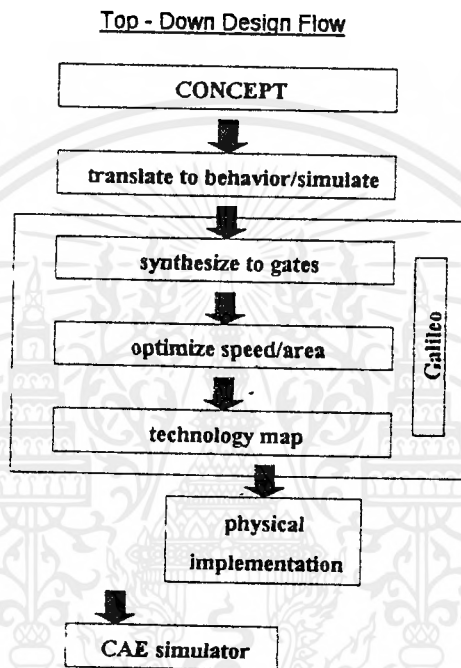 Top - Down Design Flow
CONCEPT
translate to behavior/simulate
synthesize to gates
optimize speed/area
technology map
Galileo
physical
implementation
CAE simulator